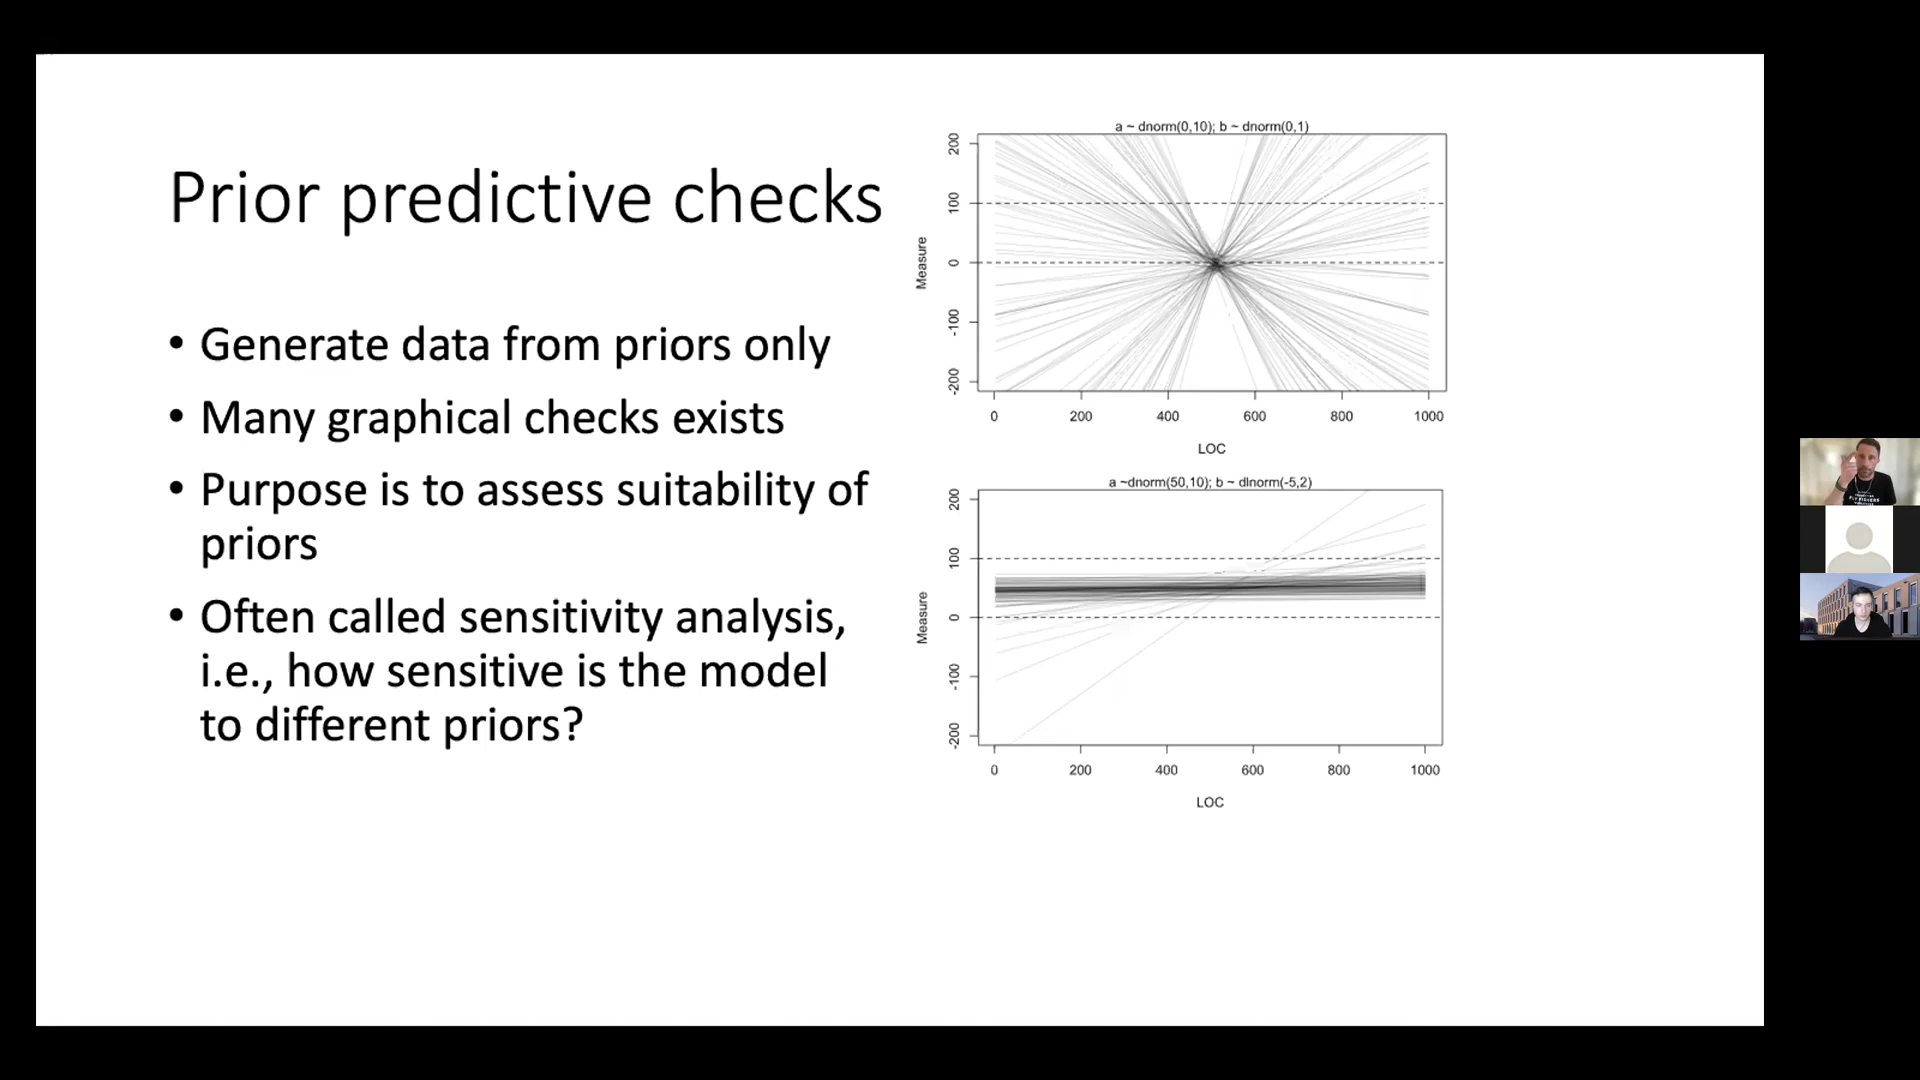 Prior predictive checks
• Generate data from priors only
• Many graphical checks exists
• Purpose is to assess suitability of
priors
• Often called sensitivity analysis,
i.e., how sensitive is the model
to different priors?
a ~ dnorm(0,10); b ~ dnorm(0,1)
200
100
0
-100
-200
Measure
0 200 400 600 800 1000
LOC
a ~dnorm(50,10); b ~ dlnorm(-5,2)
200
100
0
-100
-200
Measure
0 200 400 600 800 1000
LOC